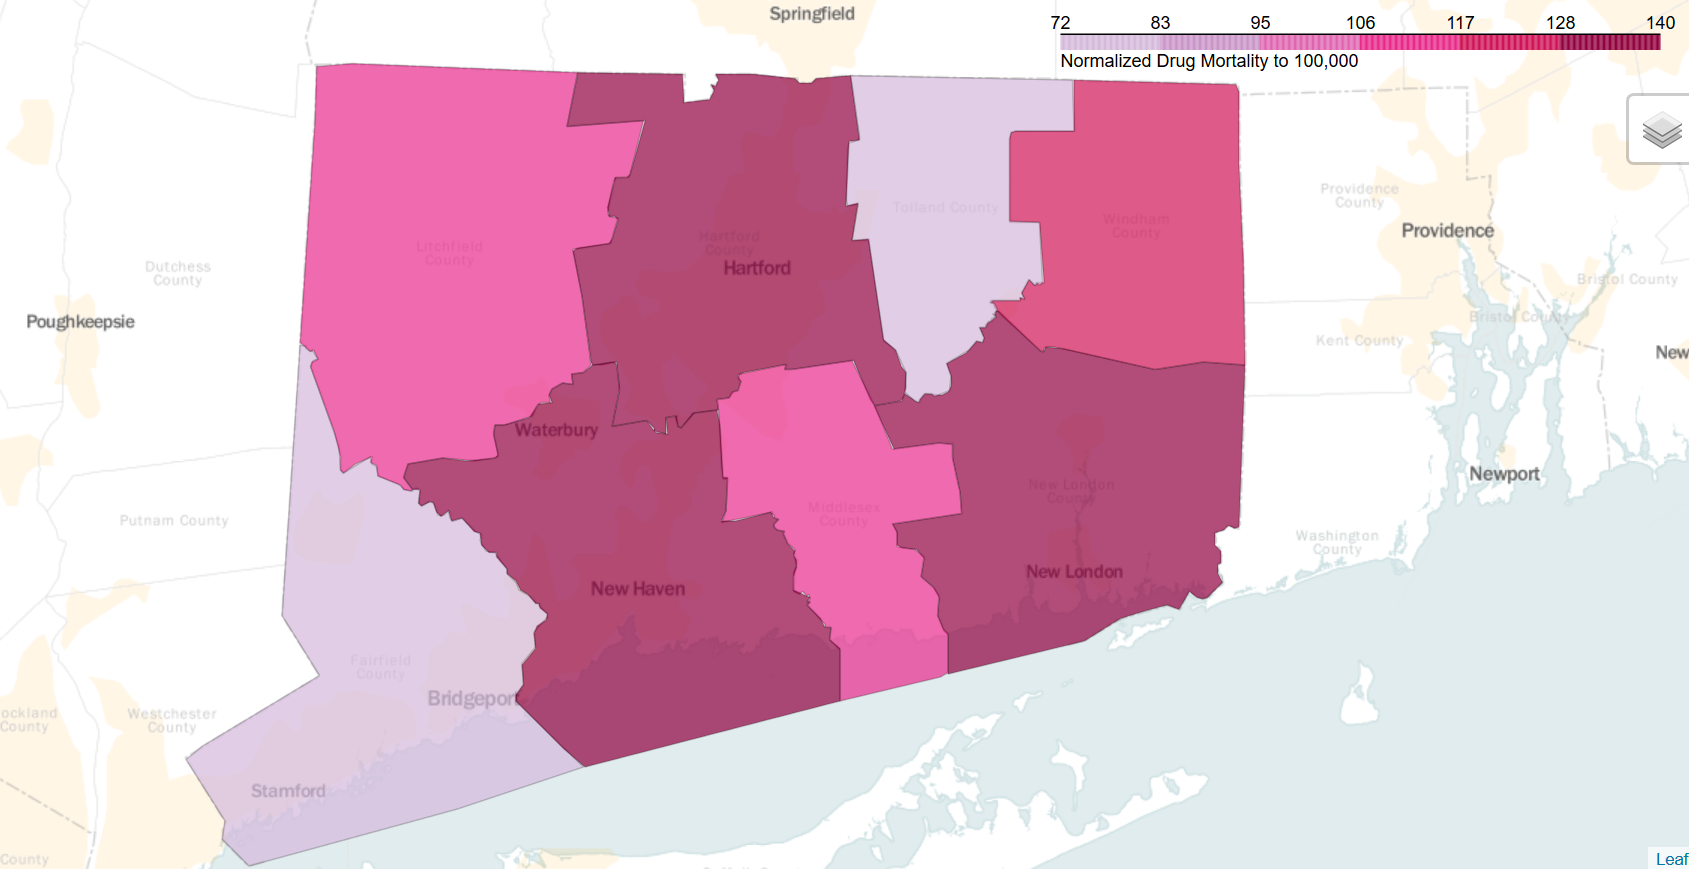 Springfield
72 83 95 106 117 128 140
Normalized Drug Mortality to 100,000
Providence
County
Tolland County
Windham
County
Providence
Hartford
County
Litchfield
County
Hartford
Dutchess
County
Bristol County
Poughkeepsie
Bristol County
Kent County
New
Waterbury
Newport
New London
County
Middlesex
County
Putnam County
Washington
County
New London
New Haven
Fairfield
County
Bridgeport
ockland
County
Westchester
County
Stamford
County
Leaf